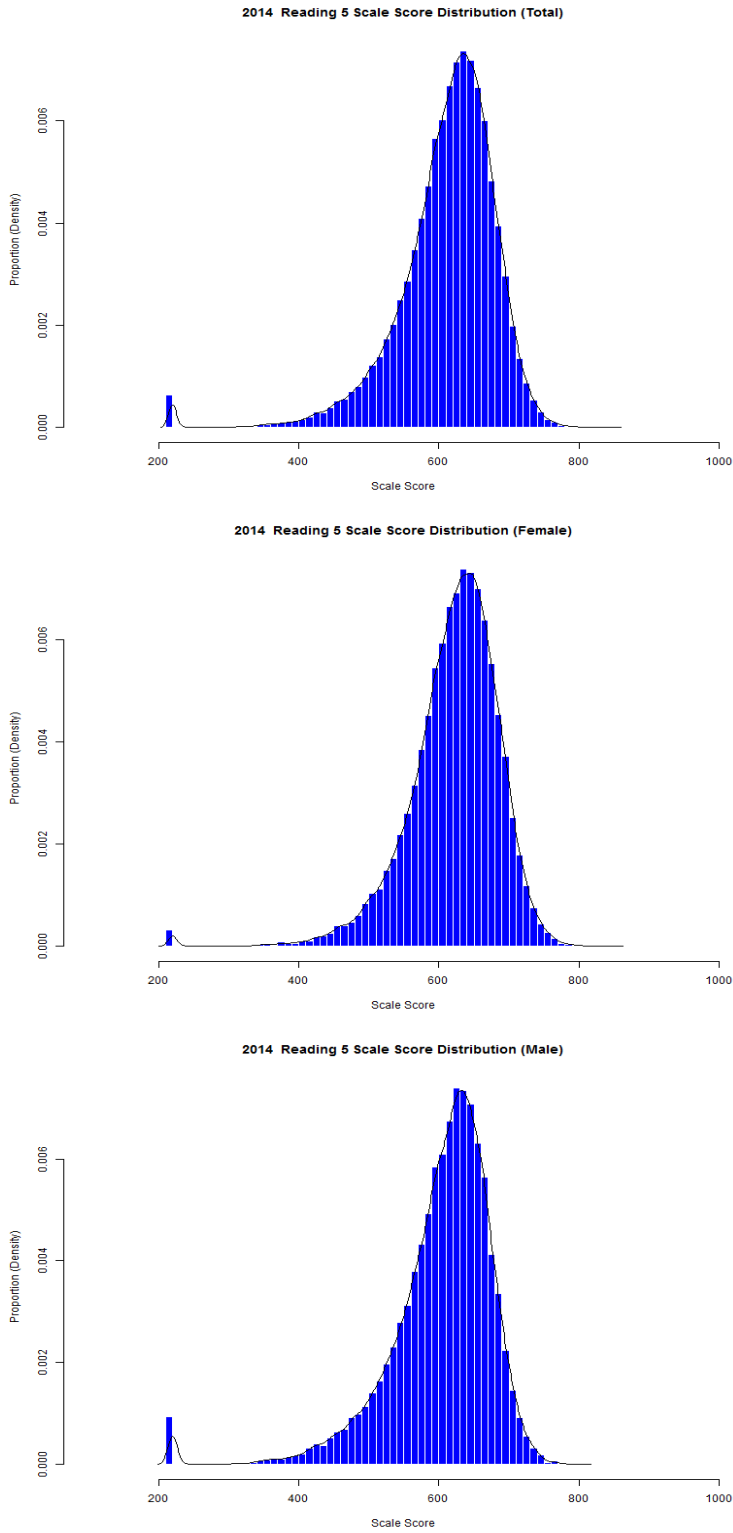 2014 Reading 5 Scale Score Distribution (Total)
Proportion (Density)
0.006
0.004
0.002
0.000
200 400 600 800 1000
Scale Score
2014 Reading 5 Scale Score Distribution (Female)
Proportion (Density)
0.006
0.004
0.002
0.000
200 400 600 800 1000
Scale Score
2014 Reading 5 Scale Score Distribution (Male)
Proportion (Density)
0.006
0.004
0.002
0.000
200 400 600 800 1000
Scale Score